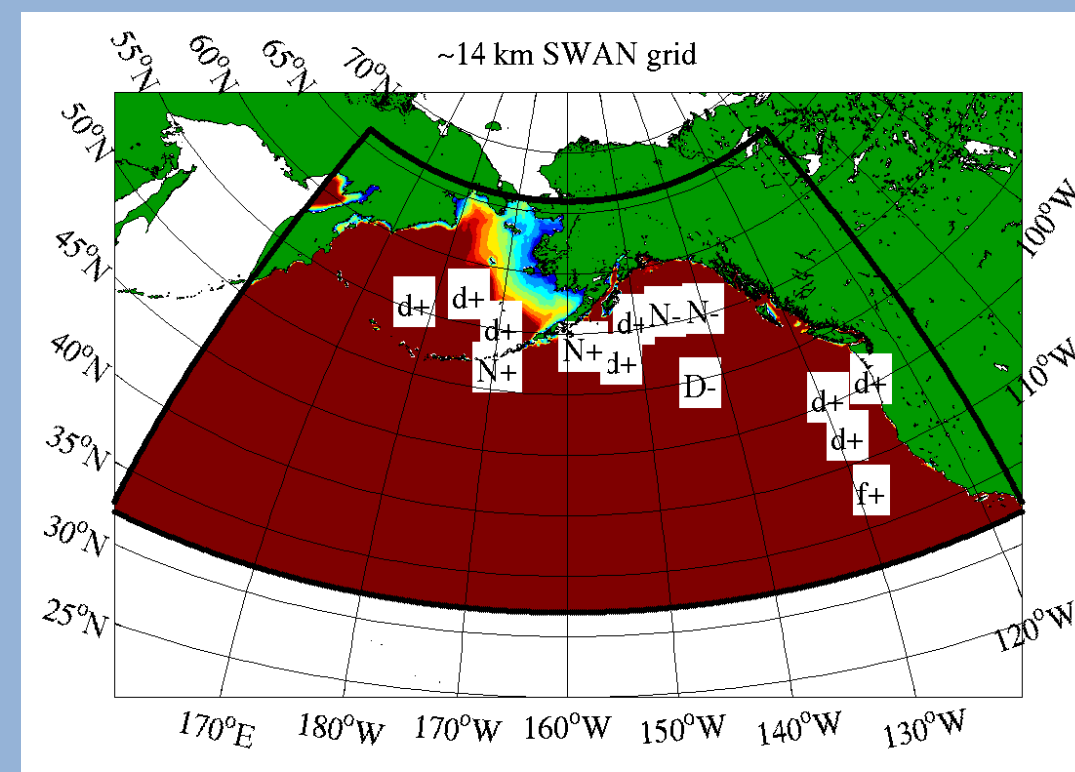 ~14 km SWAN grid
55°N
60°N
65°N
70°N
50°N
45°N
40°N
35°N
30°N
25°N
100°W
110°W
120°W
d+
d+
d+
N+
N+
d+
d+
N-
N-
D-
d+
d+
d+
f+
170°E
180°W
170°W
160°W
150°W
140°W
130°W